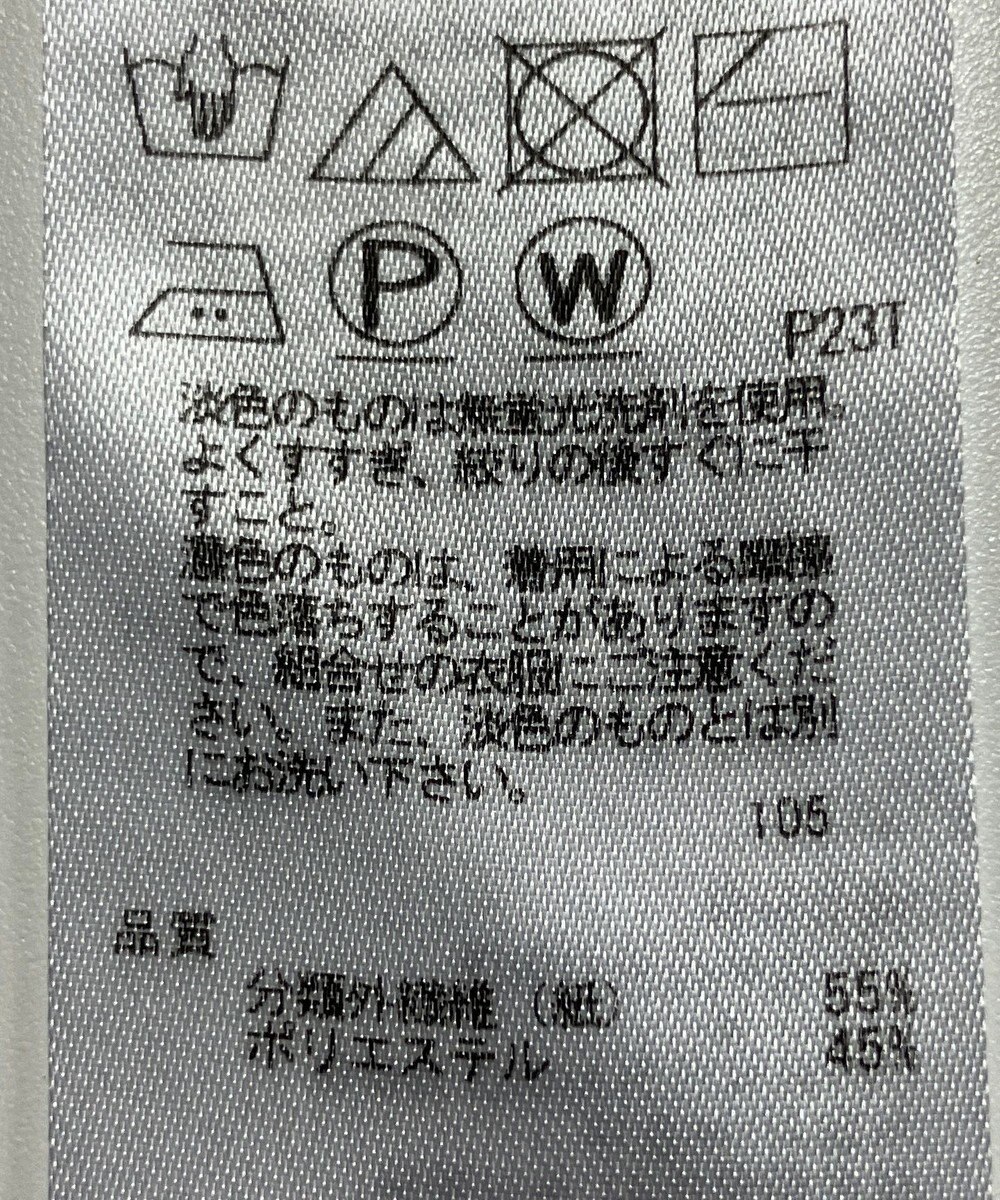 P W
P23T
淡色のものは無蛍光洗剤を使用。
よくすすぎ、絞りの後すぐに干
すこと。
濃色のものは、着用による摩擦
で色落ちすることがありますの
で、組合せの衣服にご注意くだ
さい。また、淡色のものとは別
にお洗い下さい。
T05
品質
分類外繊維（紙） 55%
ポリエステル 45%